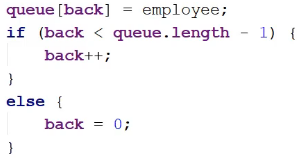 queue[back] = employee;
if (back < queue.length - 1) {
    back++;
}
else {
    back = 0;
}